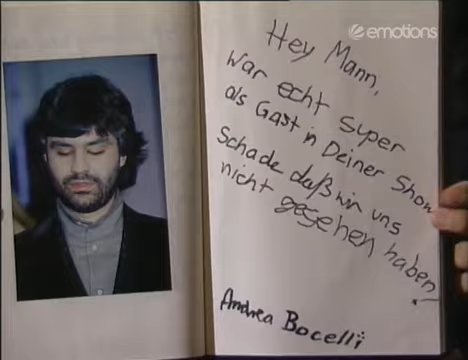 emotions
Hey Mann,
war echt super
als Gast in Deiner Show
Schade daß wir uns
nicht gesehen haben
Andrea Bocelli